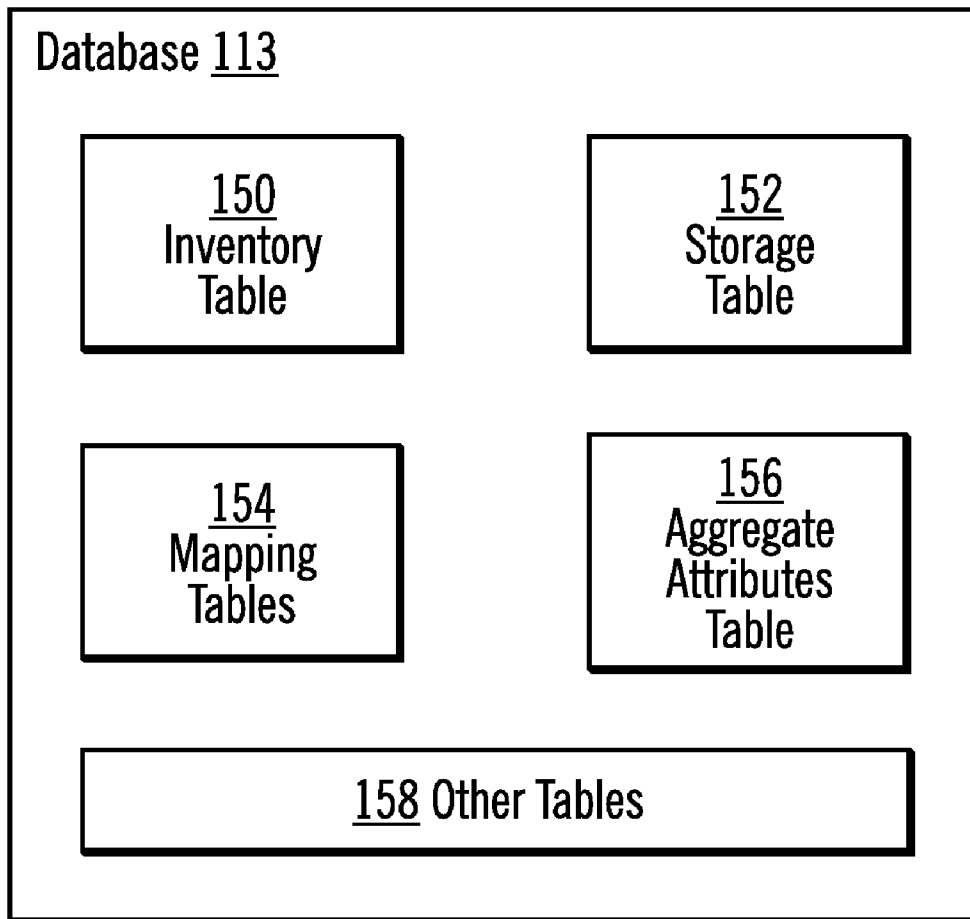 Database 113
150
Inventory
Table
152
Storage
Table
154
Mapping
Tables
156
Aggregate
Attributes
Table
158 Other Tables